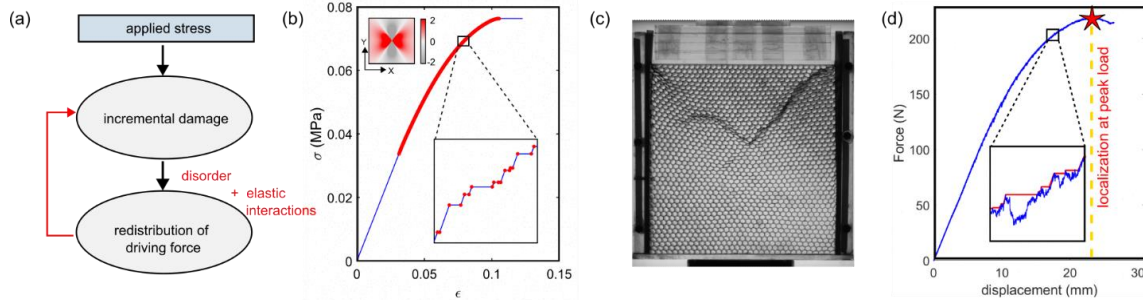 (a)
applied stress
incremental damage
disorder
+ elastic
interactions
redistribution of
driving force
(b)
0.08
0.06
0.04
0.02
0
σ (MPa)
0
0.05
0.1
0.15
ϵ
Y
X
2
0
-2
(c)
(d)
200
150
100
50
0
Force (N)
0
10
20
30
displacement (mm)
localization at peak load